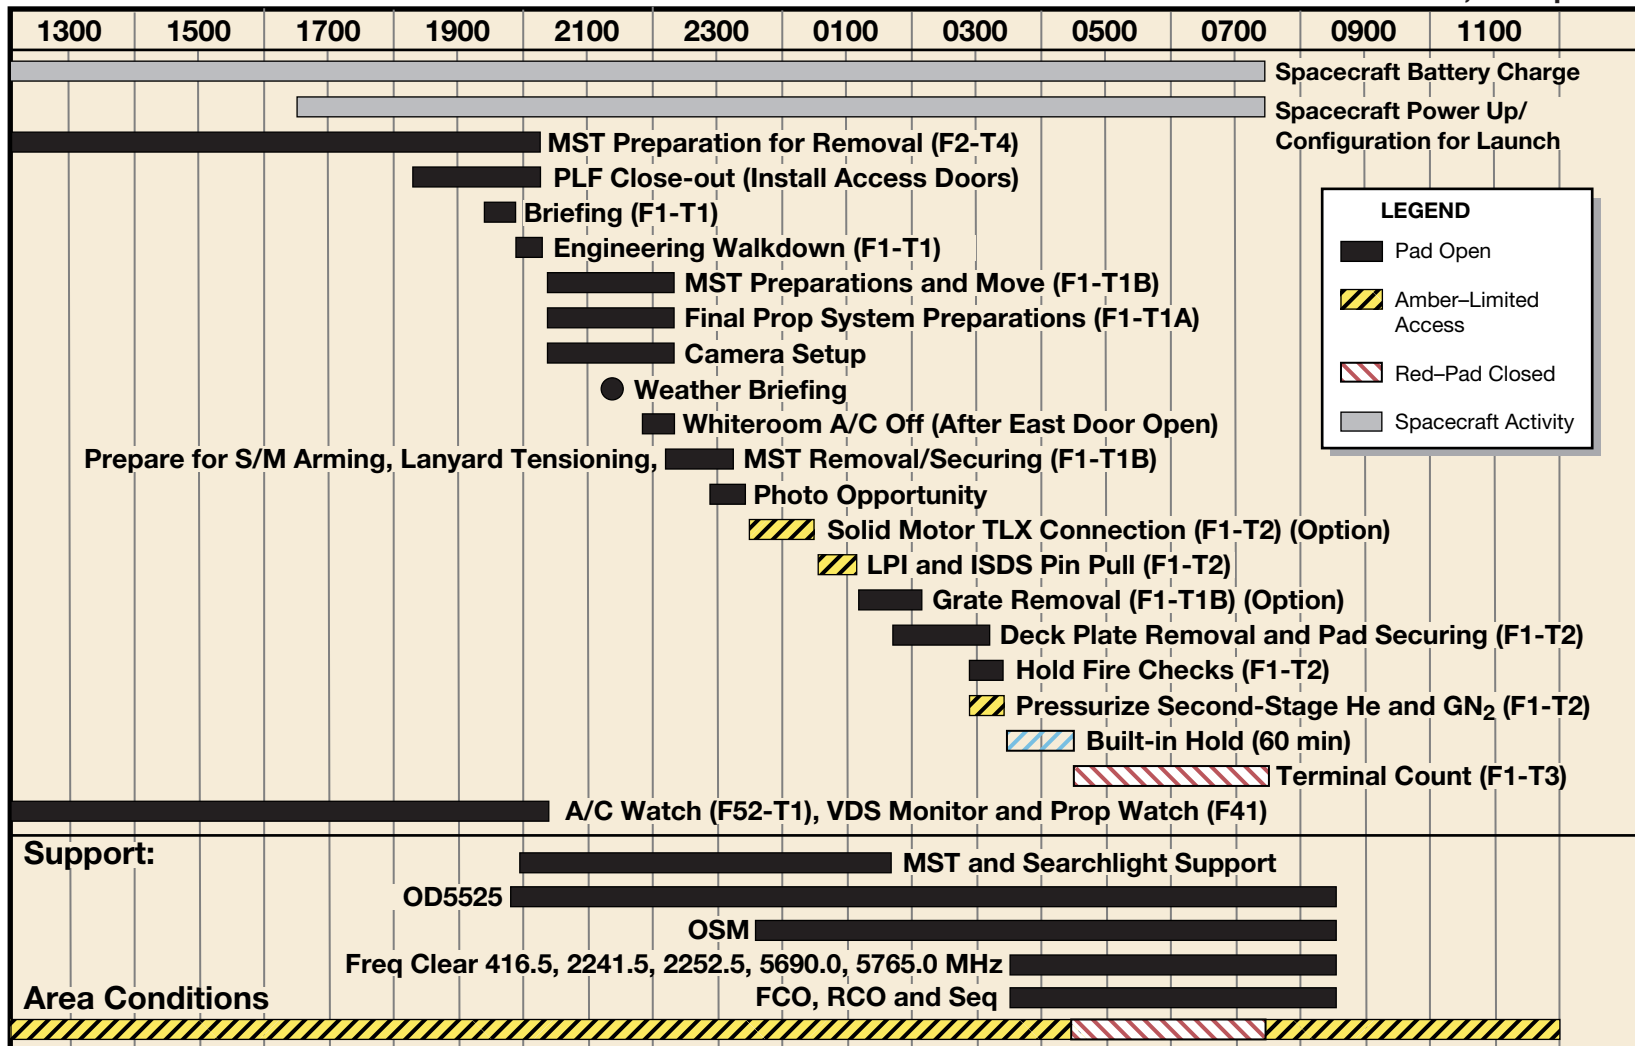 1300 1500 1700 1900 2100 2300 0100 0300 0500 0700 0900 1100
Spacecraft Battery Charge
Spacecraft Power Up/
Configuration for Launch
MST Preparation for Removal (F2-T4)
PLF Close-out (Install Access Doors)
Briefing (F1-T1)
Engineering Walkdown (F1-T1)
MST Preparations and Move (F1-T1B)
Final Prop System Preparations (F1-T1A)
Camera Setup
Weather Briefing
Whiteroom A/C Off (After East Door Open)
Prepare for S/M Arming, Lanyard Tensioning, MST Removal/Securing (F1-T1B)
Photo Opportunity
Solid Motor TLX Connection (F1-T2) (Option)
LPI and ISDS Pin Pull (F1-T2)
Grate Removal (F1-T1B) (Option)
Deck Plate Removal and Pad Securing (F1-T2)
Hold Fire Checks (F1-T2)
Pressurize Second-Stage He and GN2 (F1-T2)
Built-in Hold (60 min)
Terminal Count (F1-T3)
A/C Watch (F52-T1), VDS Monitor and Prop Watch (F41)
LEGEND
Pad Open
Amber–Limited
Access
Red–Pad Closed
Spacecraft Activity
Support:
MST and Searchlight Support
OD5525
OSM
Freq Clear 416.5, 2241.5, 2252.5, 5690.0, 5765.0 MHz
FCO, RCO and Seq
Area Conditions